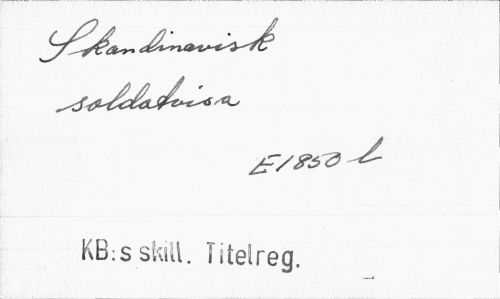 Skandinavisk
soldatvisa
E1850 l
KB:s skill. Titelreg.